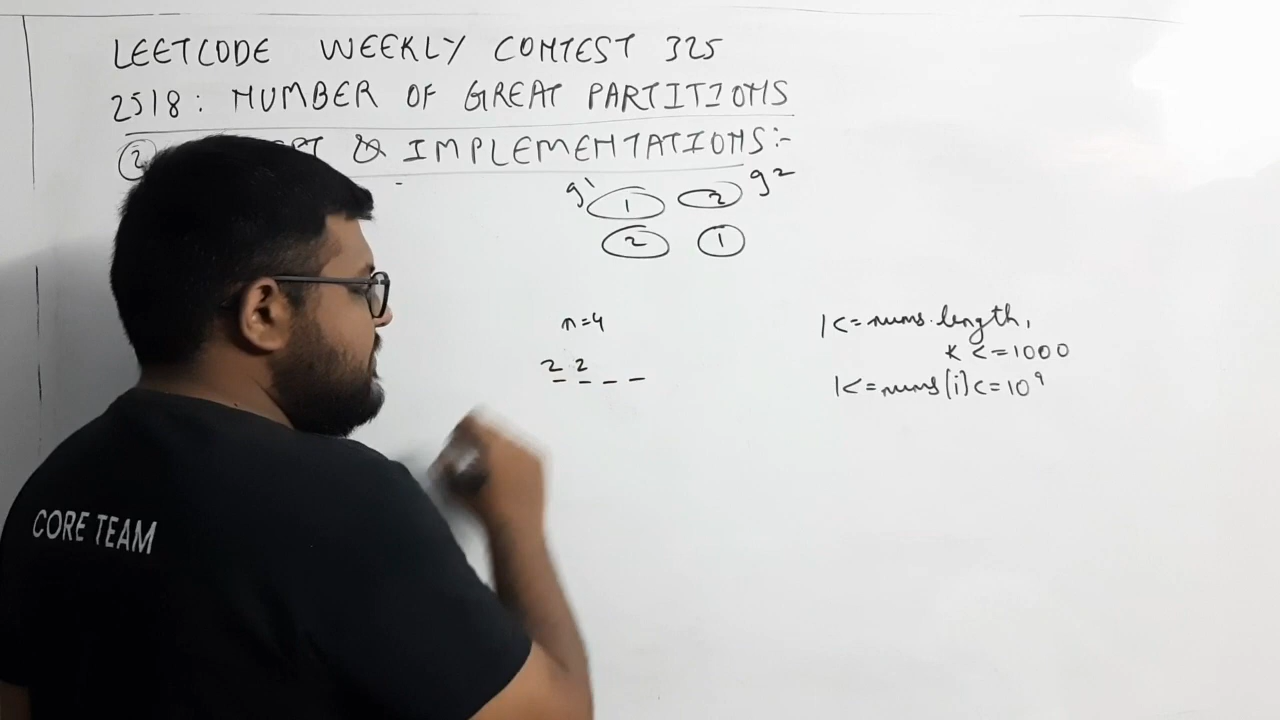 LEETCODE WEEKLY CONTEST 325
2518: NUMBER OF GREAT PARTITIONS
2 & IMPLEMENTATIONS:-
g1 1 2 g2
2 1
n=4
2 2
1<=nums.length,
K <=1000
1<=nums[i]<=10^9
CORE TEAM